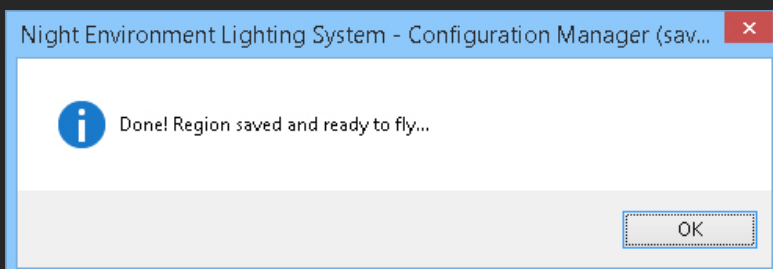 Night Environment Lighting System - Configuration Manager (sav...
Done! Region saved and ready to fly...
OK